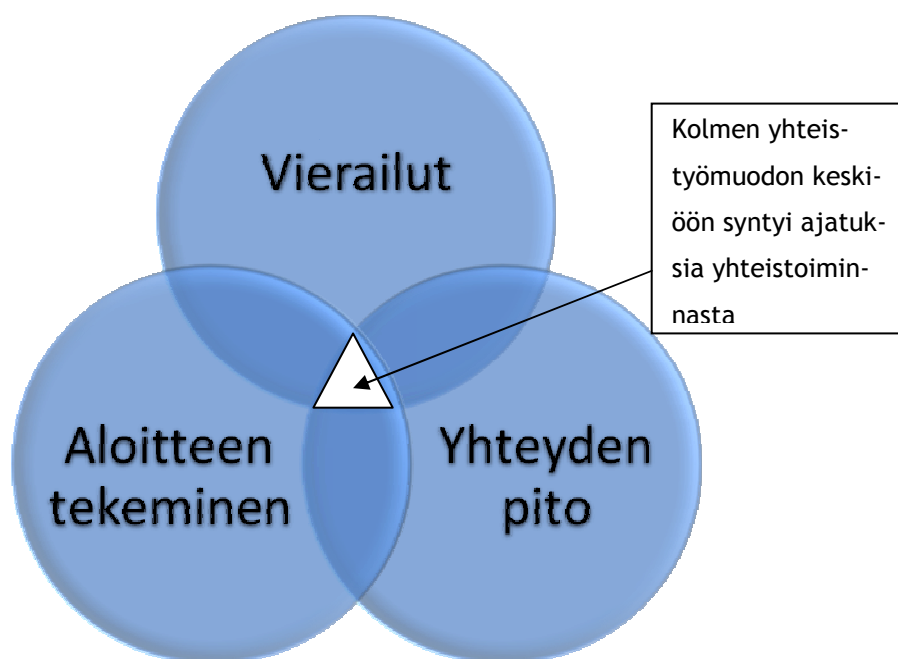 Vierailut
Kolmen yhteis-
työmuodon keski-
öön syntyi ajatuk-
sia yhteistoimin-
nasta
Aloitteen
tekeminen
Yhteyden
pito